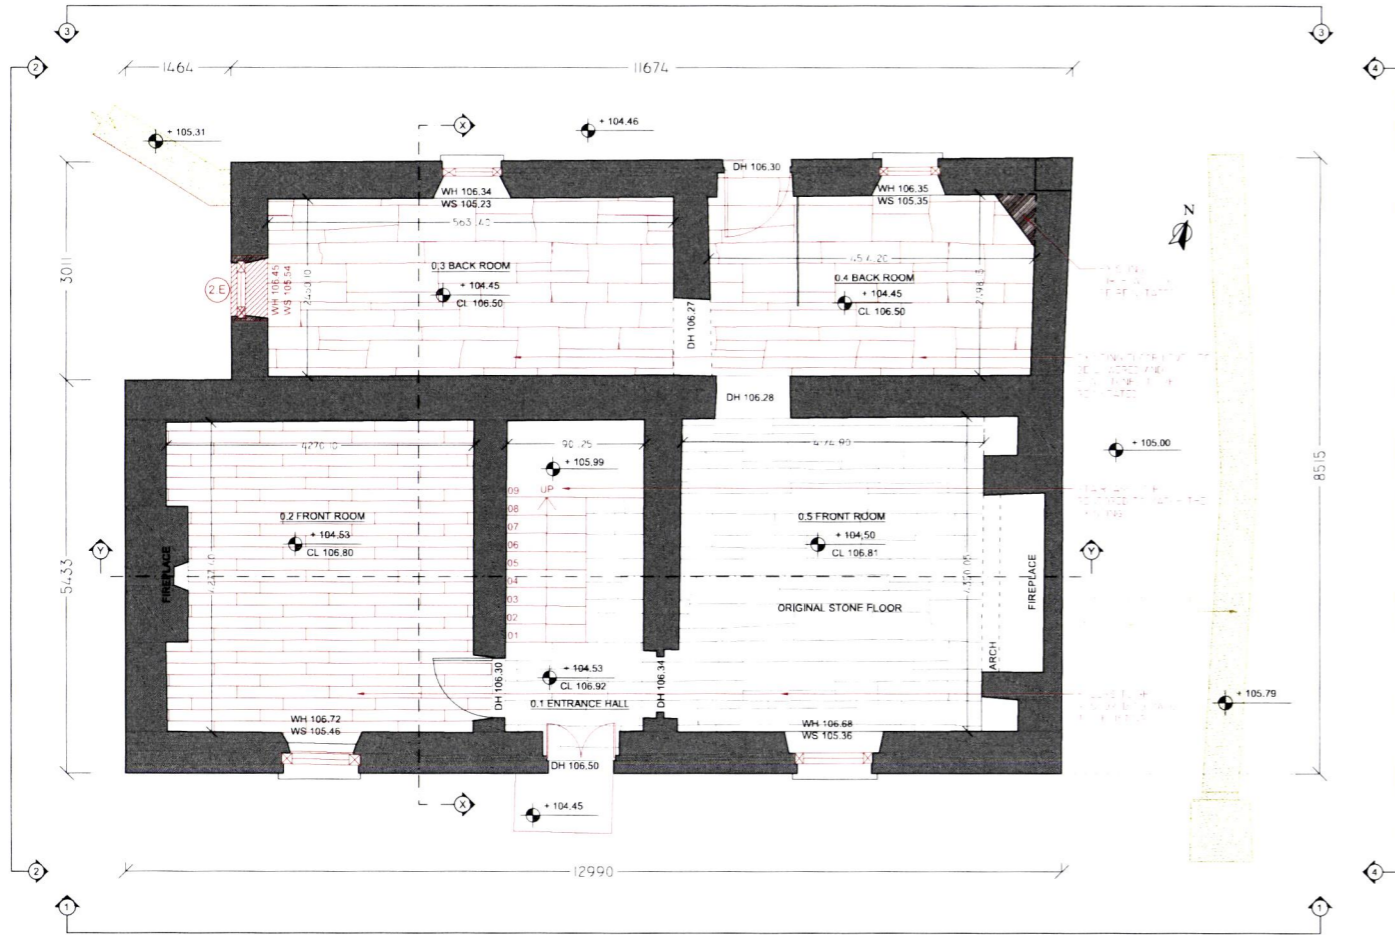 3
3
2
1464
11674
4
+ 105.31
X
+ 104.46
DH 106.30
WH 106.34
WS 105.23
WH 106.35
WS 105.35
N
3011
2.E
WH 106.45
WS 105.54
0.3 BACK ROOM
+ 104.45
CL 106.50
DH 106.27
0.4 BACK ROOM
+ 104.45
CL 106.50
DH 106.28
4276.10
+ 105.99
+ 105.00
8515
09
UP
08
07
06
05
04
03
02
01
0.2 FRONT ROOM
+ 104.53
CL 106.80
0.5 FRONT ROOM
+ 104.50
CL 106.81
Y
Y
5433
FIREPLACE
FIREPLACE
ORIGINAL STONE FLOOR
ARCH
DH 106.30
+ 104.53
CL 106.92
0.1 ENTRANCE HALL
DH 106.34
+ 105.79
WH 106.72
WS 105.46
WH 106.68
WS 105.36
DH 106.50
X
+ 104.45
2
12990
4
1
1